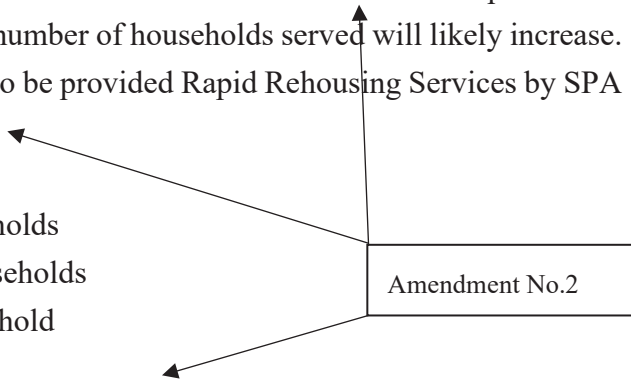 number of households served will likely increase.
o be provided Rapid Rehousing Services by SPA
holds
seholds
hold
Amendment No.2